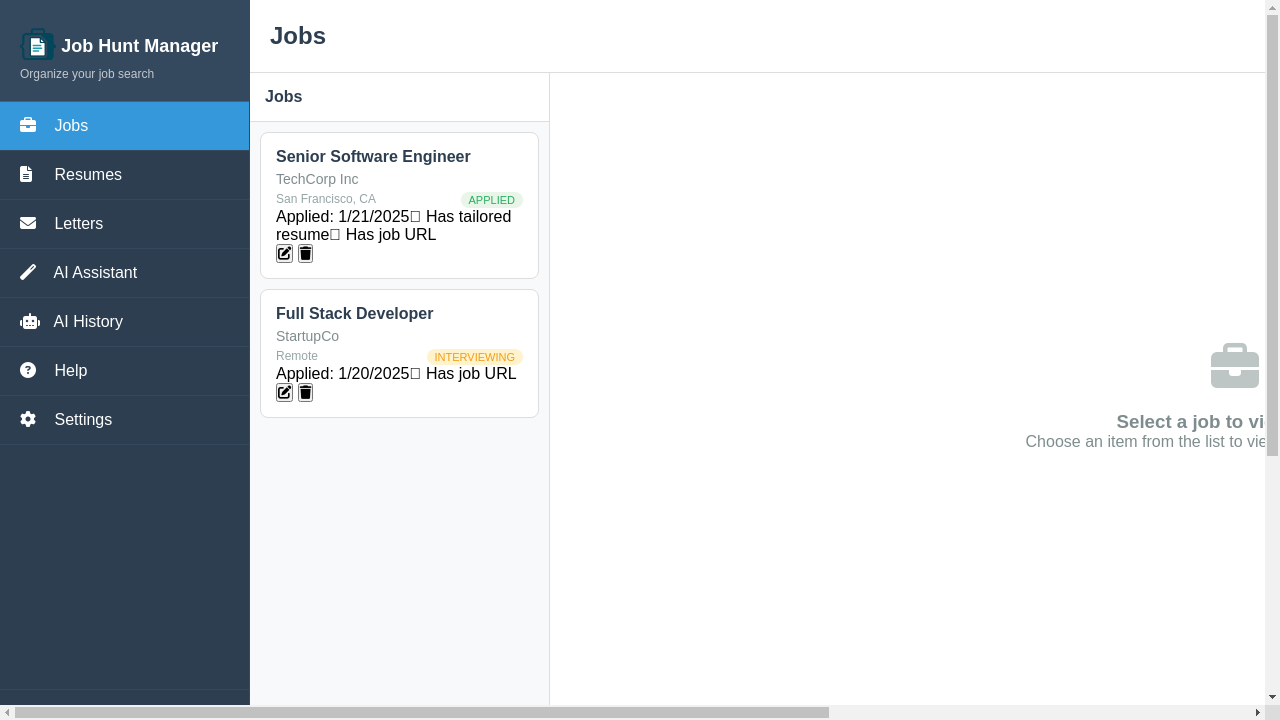 Job Hunt Manager
Organize your job search
Jobs
Resumes
Letters
AI Assistant
AI History
Help
Settings
Jobs
Jobs
Senior Software Engineer
TechCorp Inc
San Francisco, CA
APPLIED
Applied: 1/21/2025 Has tailored
resume Has job URL
Full Stack Developer
StartupCo
Remote
INTERVIEWING
Applied: 1/20/2025 Has job URL
Select a job to vi
Choose an item from the list to vie